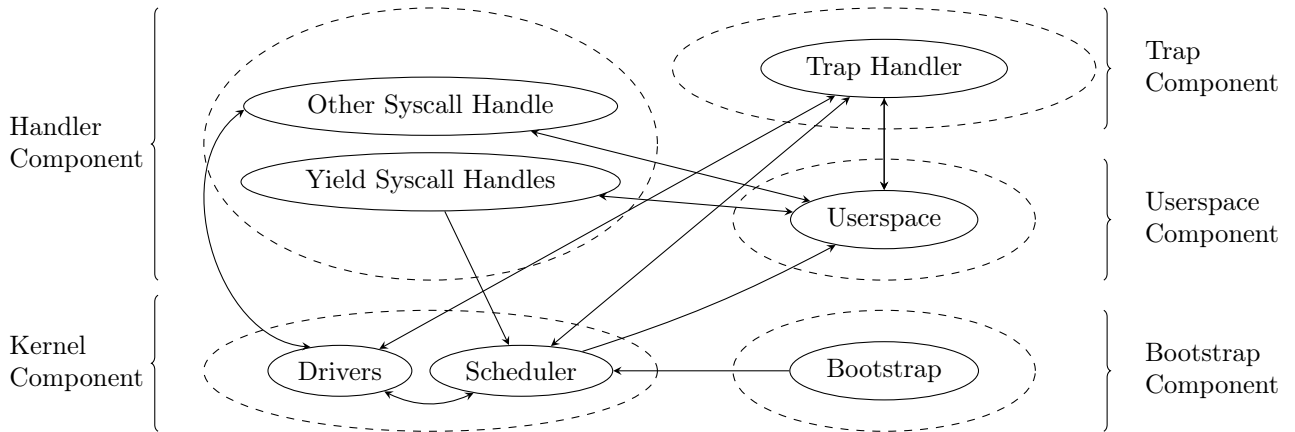 Handler
Component
Kernel
Component
Other Syscall Handle
Yield Syscall Handles
Drivers
Scheduler
Trap Handler
Userspace
Bootstrap
Trap
Component
Userspace
Component
Bootstrap
Component